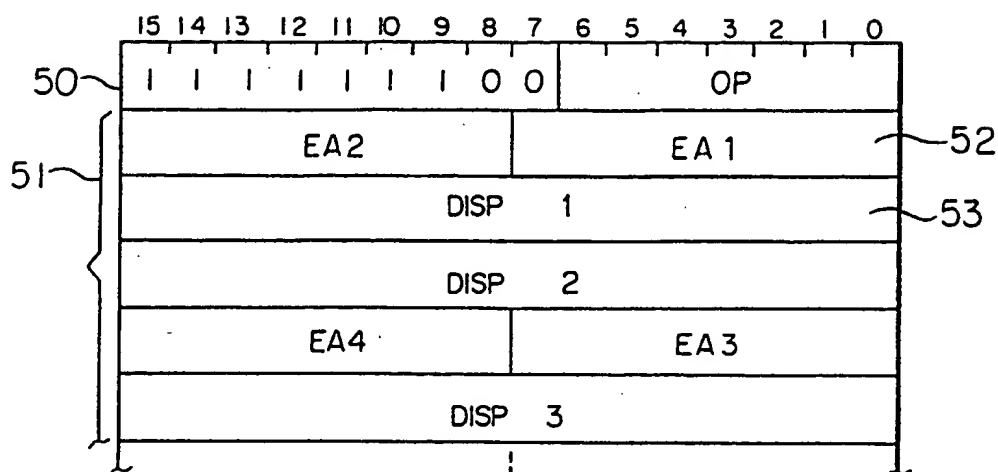 15 14 13 12 11 10 9 8 7 6 5 4 3 2 1 0
50 1 1 1 1 1 1 1 0 0 OP
EA2 EA1 52
51
DISP 1 53
DISP 2
EA4 EA3
DISP 3